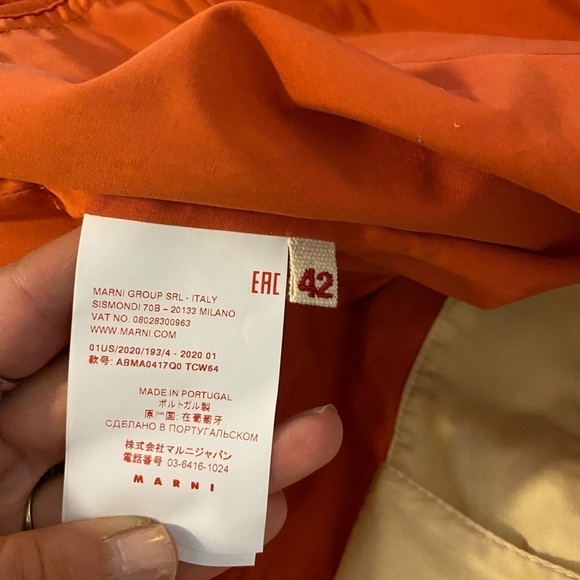 EAC
42
MARNI GROUP SRL - ITALY
SISMONDI 70B - 20133 MILANO
VAT NO. 08028300963
WWW.MARNI.COM
01US/2020/193/4 - 2020 01
款号: ABMA0417Q0 TCW64
MADE IN PORTUGAL
ポルトガル製
原产国: 在葡萄牙
СДЕЛАНО В ПОРТУГАЛЬСКОМ
株式会社マルニジャパン
電話番号 03-6416-1024
MARNI